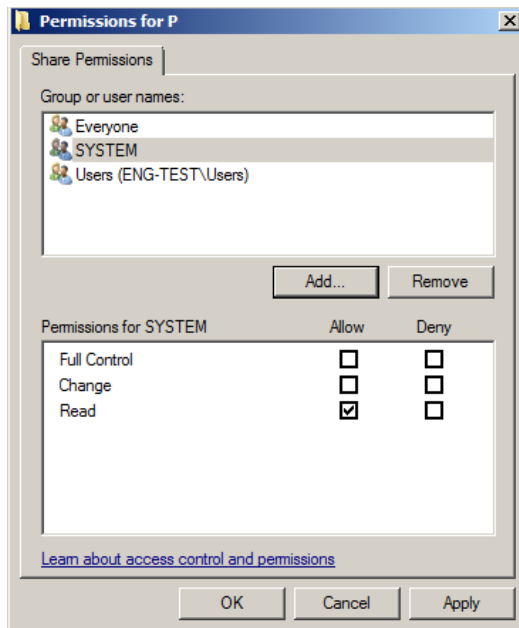 Permissions for P
Share Permissions
Group or user names:
Everyone
SYSTEM
Users (ENG-TEST\Users)
Add... Remove
Permissions for SYSTEM Allow Deny
Full Control
Change
Read
Learn about access control and permissions
OK Cancel Apply